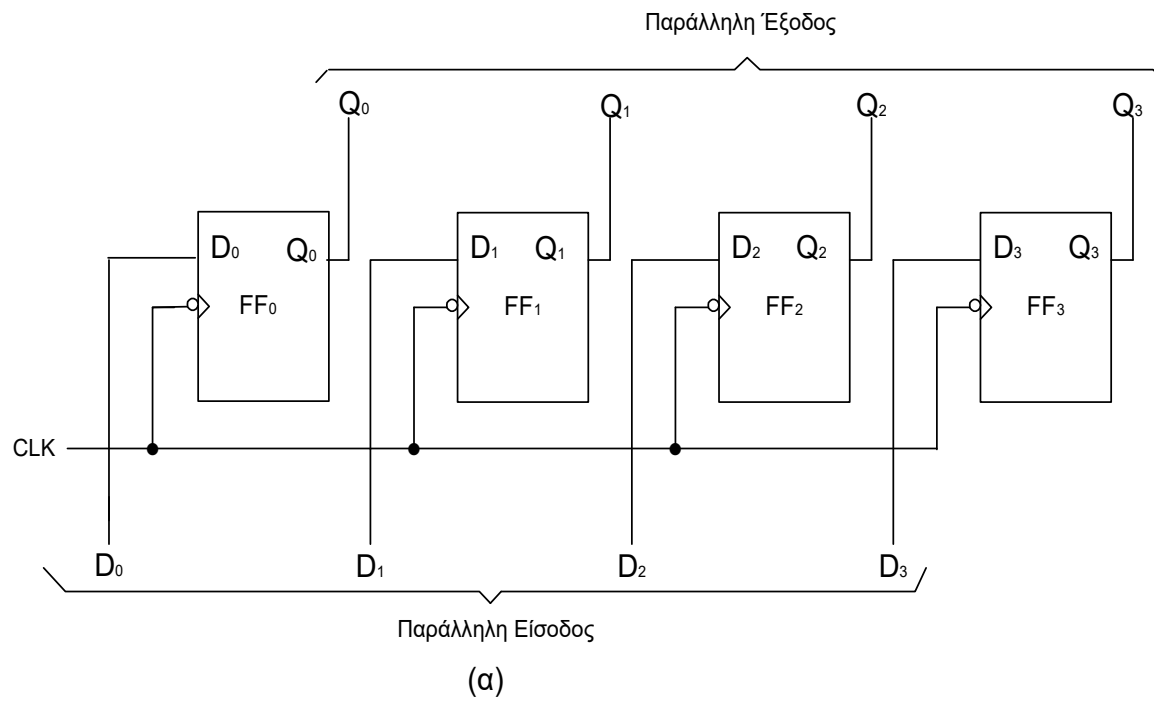 Παράλληλη Έξοδος
Q₀ Q₁ Q₂ Q₃
D₀ Q₀ D₁ Q₁ D₂ Q₂ D₃ Q₃
FF₀ FF₁ FF₂ FF₃
CLK
D₀ D₁ D₂ D₃
Παράλληλη Είσοδος
(α)